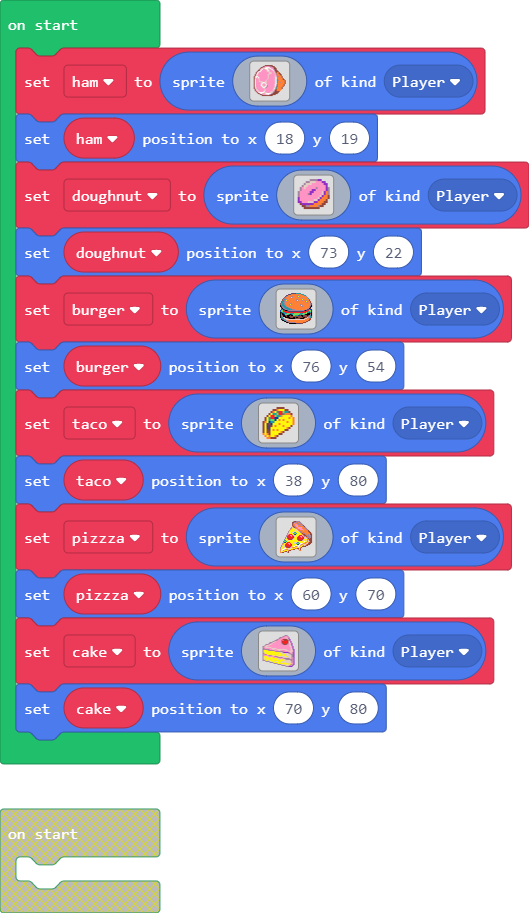 on start
set ham to sprite of kind Player
set ham position to x 18 y 19
set doughnut to sprite of kind Player
set doughnut position to x 73 y 22
set burger to sprite of kind Player
set burger position to x 76 y 54
set taco to sprite of kind Player
set taco position to x 38 y 80
set pizzza to sprite of kind Player
set pizzza position to x 60 y 70
set cake to sprite of kind Player
set cake position to x 70 y 80
on start